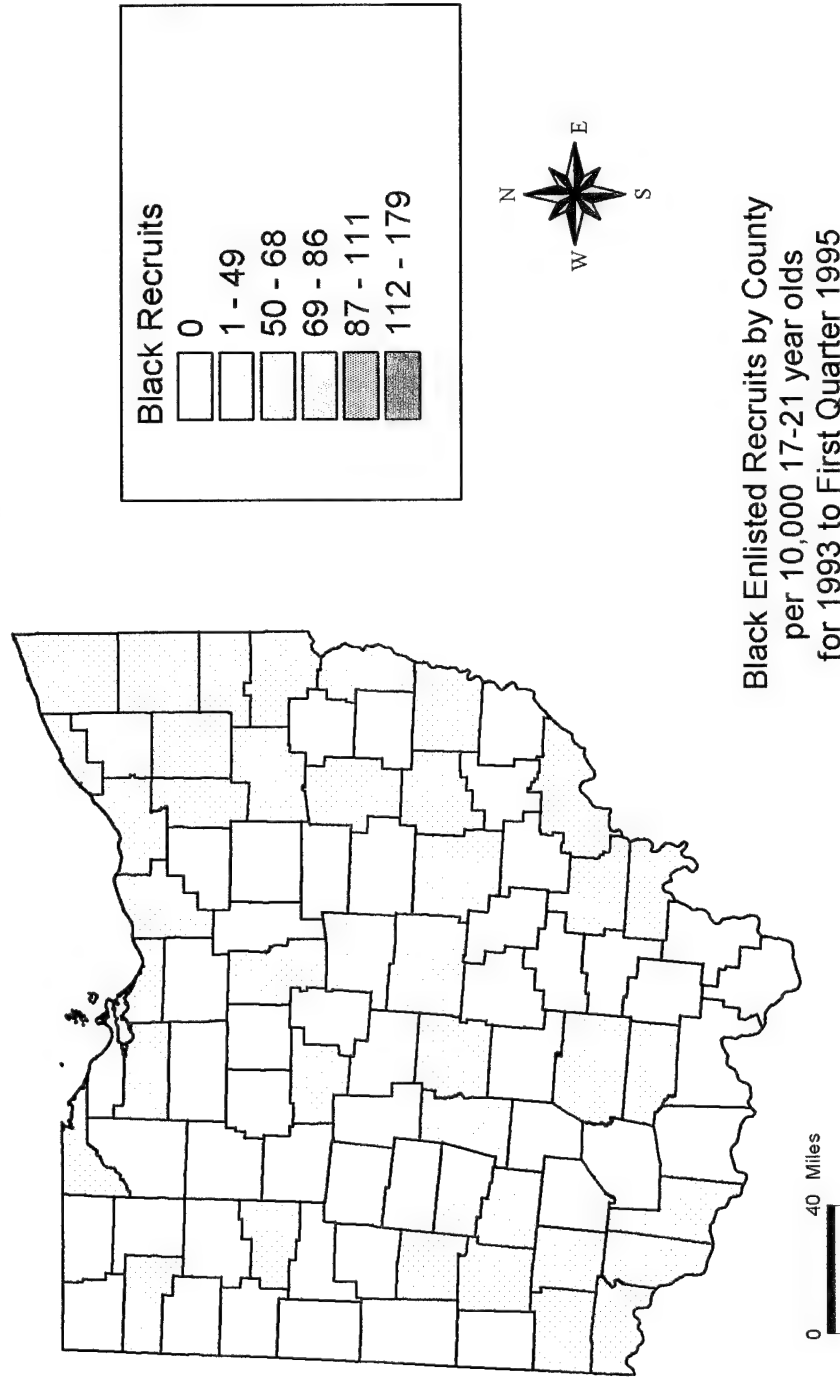 Black Recruits
0
1 - 49
50 - 68
69 - 86
87 - 111
112 - 179
N
W
E
S
Black Enlisted Recruits by County
per 10,000 17-21 year olds
for 1993 to First Quarter 1995
0
40 Miles